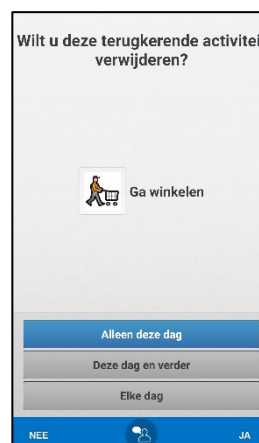 Wilt u deze terugkerende activitei
verwijderen?
Ga winkelen
Alleen deze dag
Deze dag en verder
Elke dag
NEE
JA